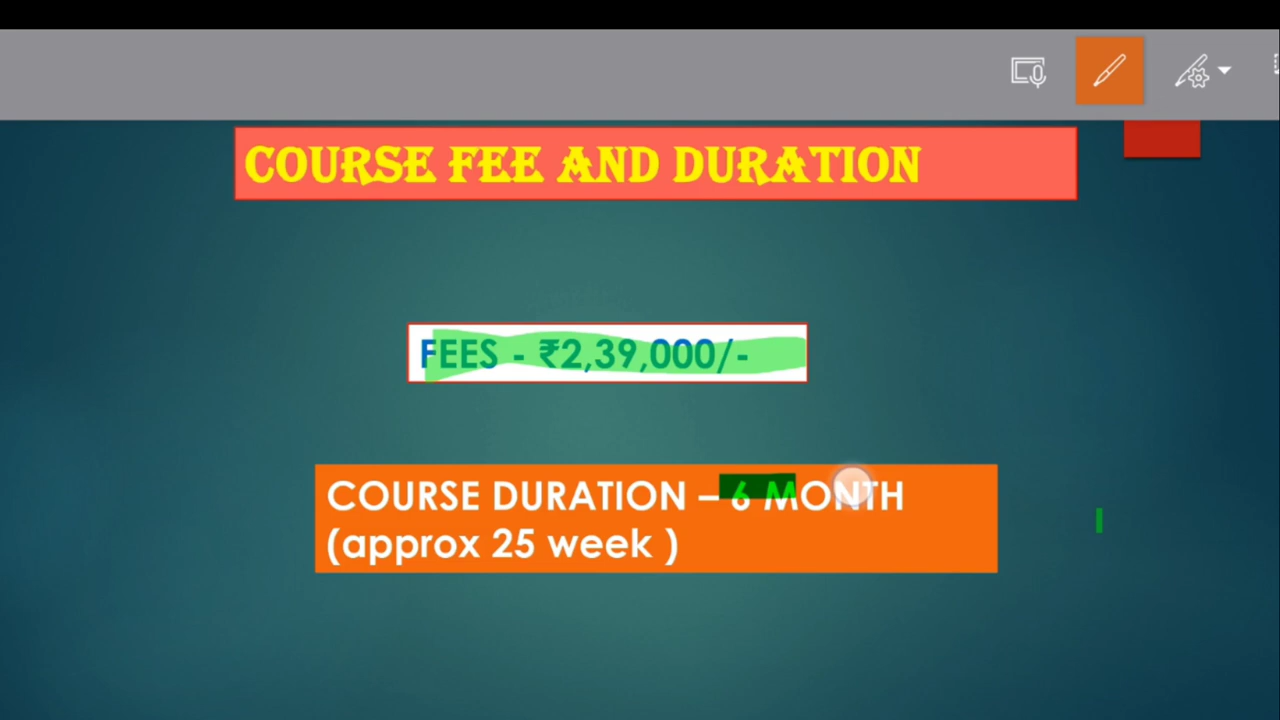 COURSE FEE AND DURATION
FEES - ₹2,39,000/-
COURSE DURATION – 6 MONTH
(approx 25 week )